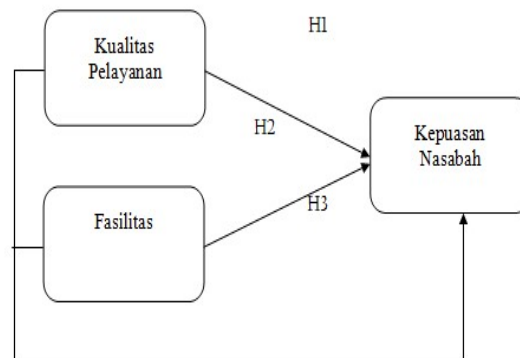 H1
Kualitas
Pelayanan
H2
Kepuasan
Nasabah
H3
Fasilitas